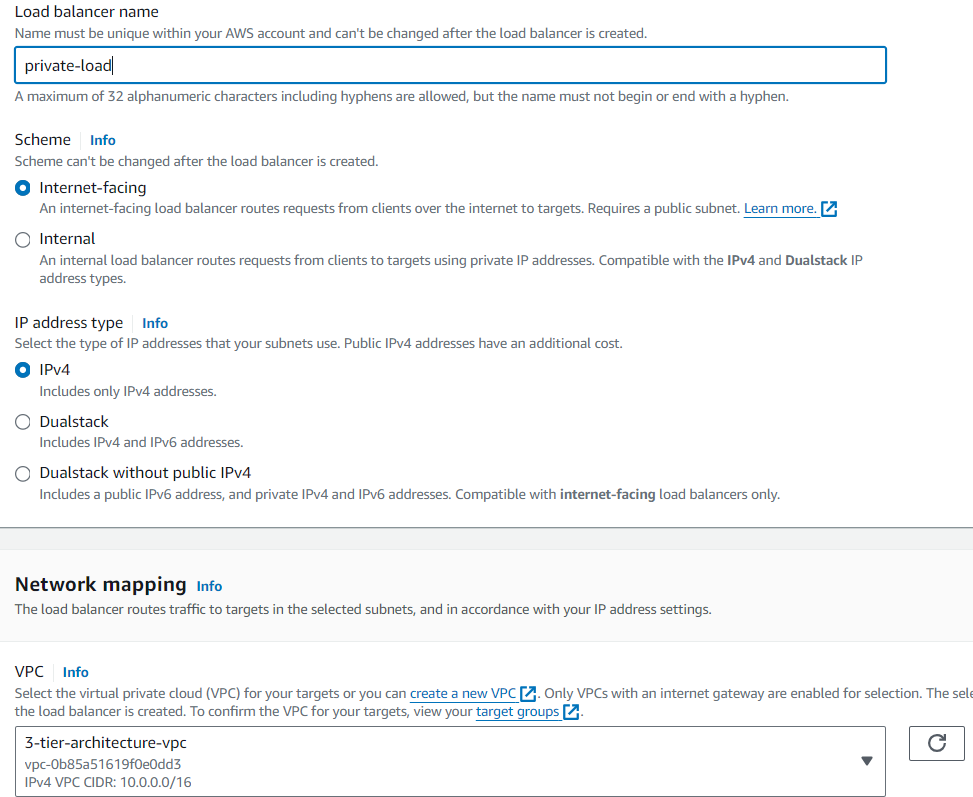 Load balancer name
Name must be unique within your AWS account and can't be changed after the load balancer is created.
private-load
A maximum of 32 alphanumeric characters including hyphens are allowed, but the name must not begin or end with a hyphen.
Scheme Info
Scheme can't be changed after the load balancer is created.
Internet-facing
An internet-facing load balancer routes requests from clients over the internet to targets. Requires a public subnet. Learn more.
Internal
An internal load balancer routes requests from clients to targets using private IP addresses. Compatible with the IPv4 and Dualstack IP
address types.
IP address type Info
Select the type of IP addresses that your subnets use. Public IPv4 addresses have an additional cost.
IPv4
Includes only IPv4 addresses.
Dualstack
Includes IPv4 and IPv6 addresses.
Dualstack without public IPv4
Includes a public IPv6 address, and private IPv4 and IPv6 addresses. Compatible with internet-facing load balancers only.
Network mapping Info
The load balancer routes traffic to targets in the selected subnets, and in accordance with your IP address settings.
VPC Info
Select the virtual private cloud (VPC) for your targets or you can create a new VPC. Only VPCs with an internet gateway are enabled for selection. The
the load balancer is created. To confirm the VPC for your targets, view your target groups.
3-tier-architecture-vpc
vpc-0b85a51619f0e0dd3
IPv4 VPC CIDR: 10.0.0.0/16